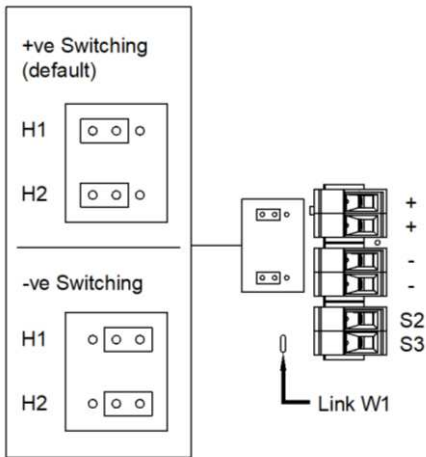 +ve Switching
(default)
H1
H2
-ve Switching
H1
H2
+
+
-
-
S2
S3
Link W1